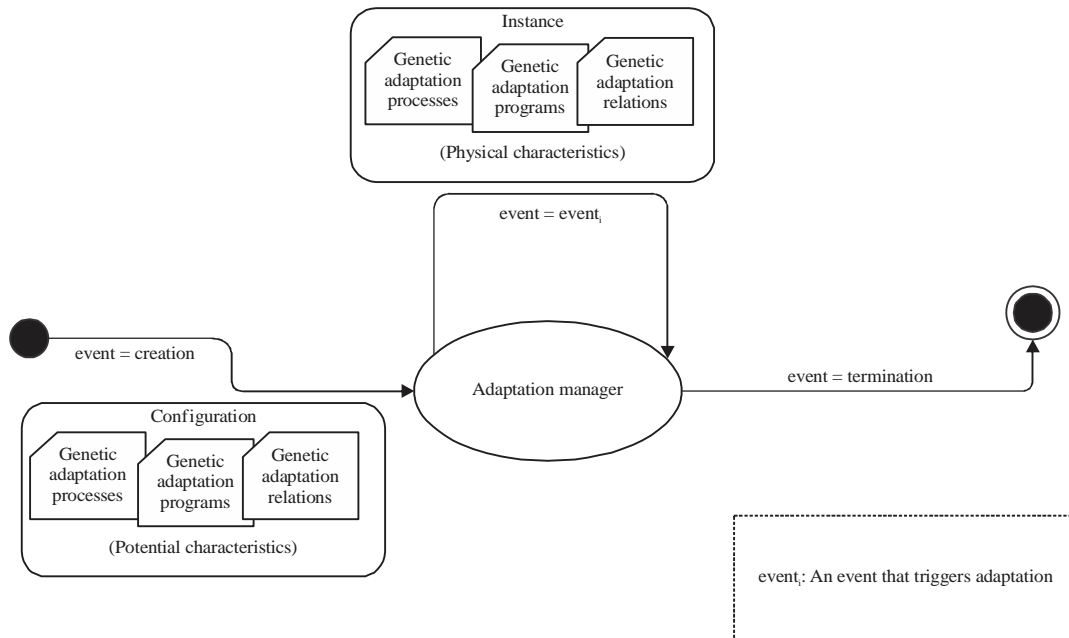 Instance
Genetic
adaptation
processes
Genetic
adaptation
programs
Genetic
adaptation
relations
(Physical characteristics)
event = eventᵢ
event = creation
Adaptation manager
event = termination
Configuration
Genetic
adaptation
processes
Genetic
adaptation
programs
Genetic
adaptation
relations
(Potential characteristics)
eventᵢ: An event that triggers adaptation